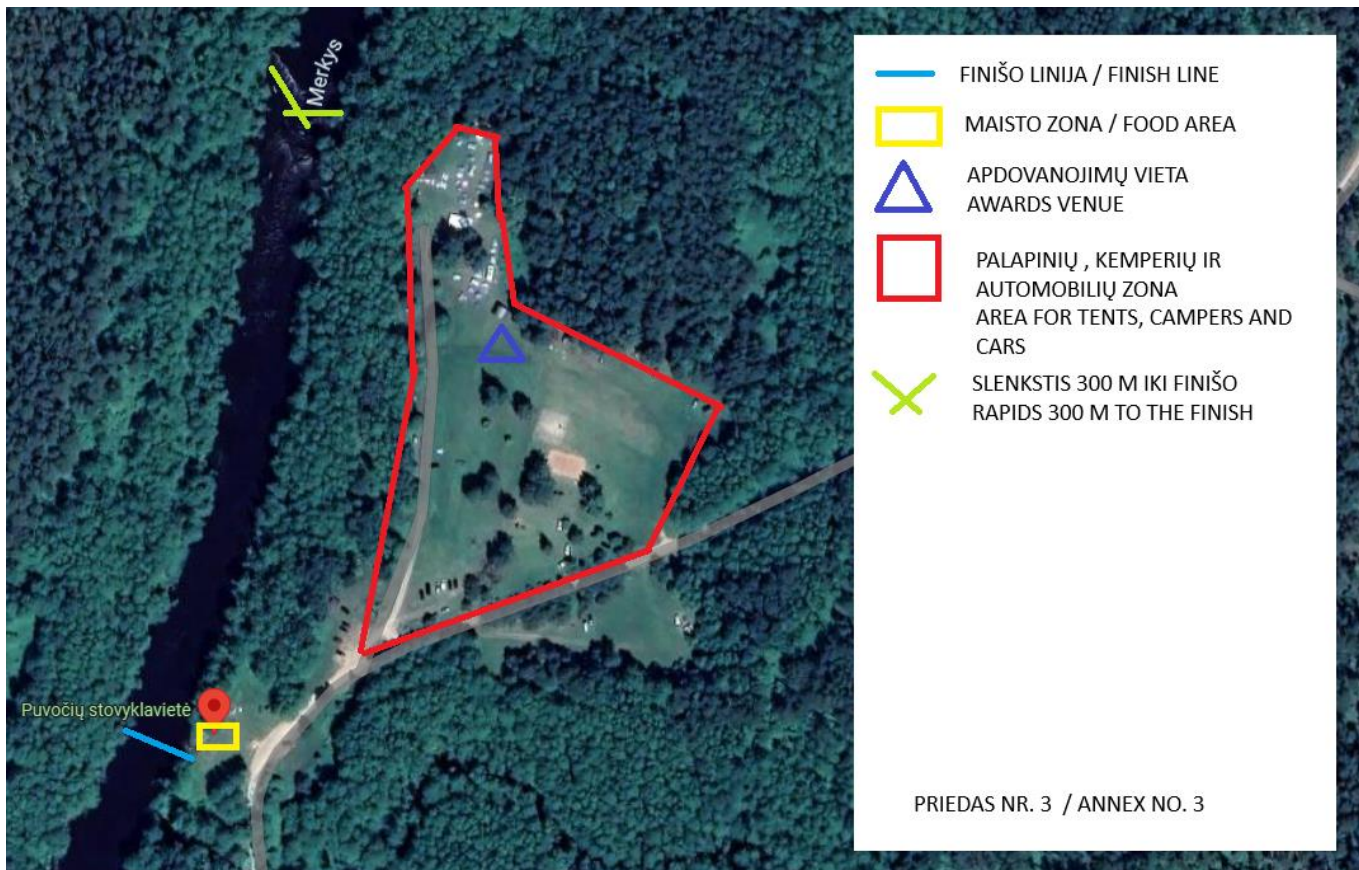 Merkys
Puvočių stovyklavietė
FINIŠO LINIJA / FINISH LINE
MAISTO ZONA / FOOD AREA
APDOVANOJIMŲ VIETA
AWARDS VENUE
PALAPINIŲ , KEMPERIŲ IR
AUTOMOBILIŲ ZONA
AREA FOR TENTS, CAMPERS AND
CARS
SLENKSTIS 300 M IKI FINIŠO
RAPIDS 300 M TO THE FINISH
PRIEDAS NR. 3 / ANNEX NO. 3